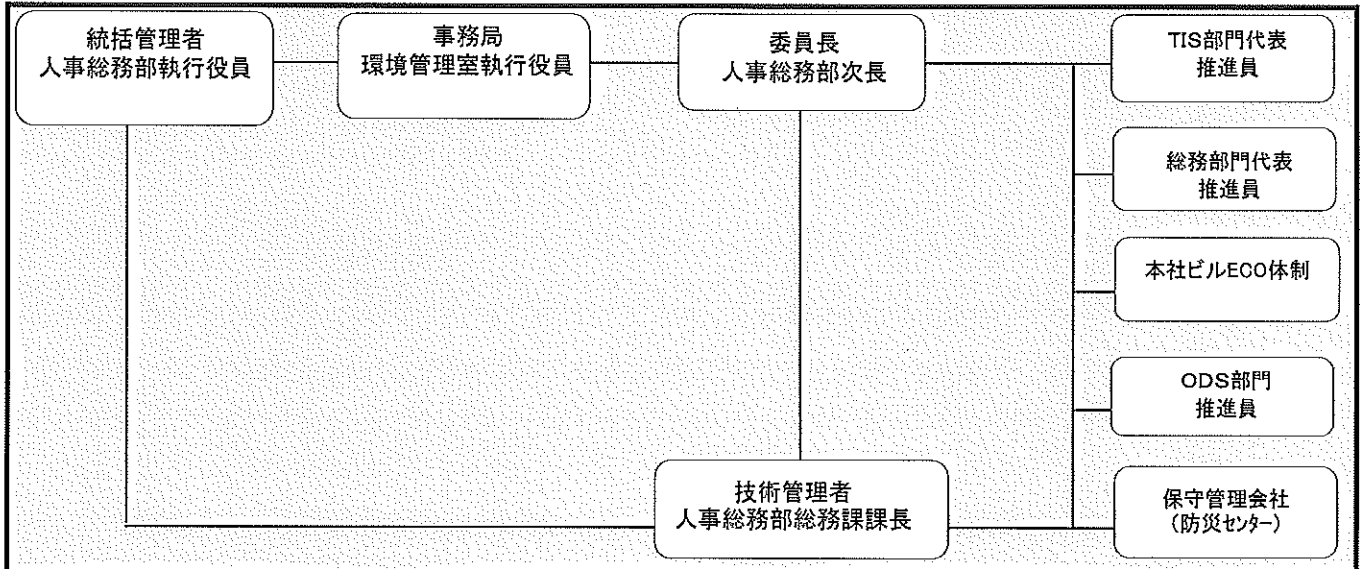 統括管理者
人事総務部執行役員
事務局
環境管理室執行役員
委員長
人事総務部次長
TIS部門代表
推進員
総務部門代表
推進員
本社ビルECO体制
ODS部門
推進員
技術管理者
人事総務部総務課課長
保守管理会社
(防災センター)